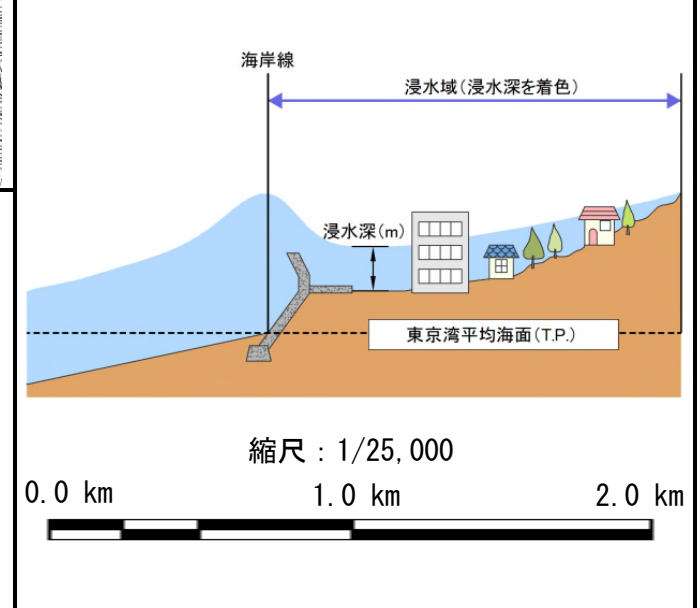 海岸線
浸水域（浸水深を着色）
浸水深（m）
東京湾平均海面（T.P.）
縮尺：1/25,000
0.0 km 1.0 km 2.0 km